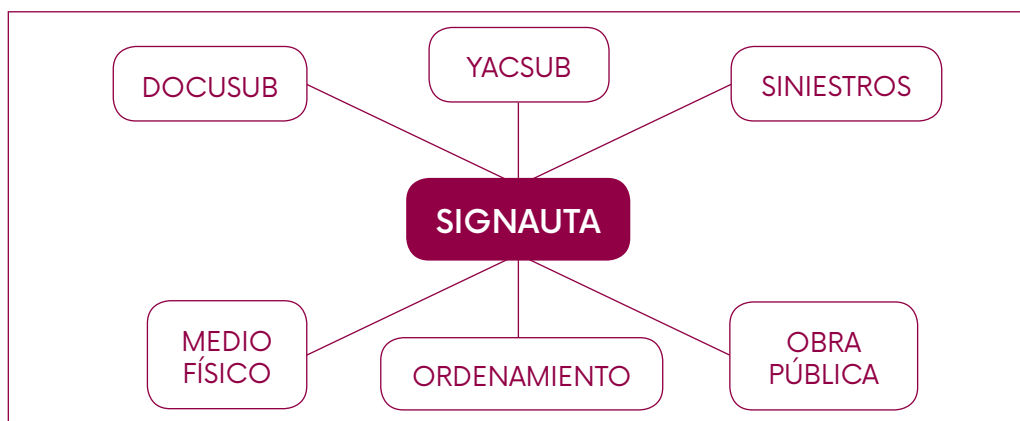 DOCUSUB
YACSUB
SINIESTROS
SIGNAUTA
MEDIO
FÍSICO
ORDENAMIENTO
OBRA
PÚBLICA